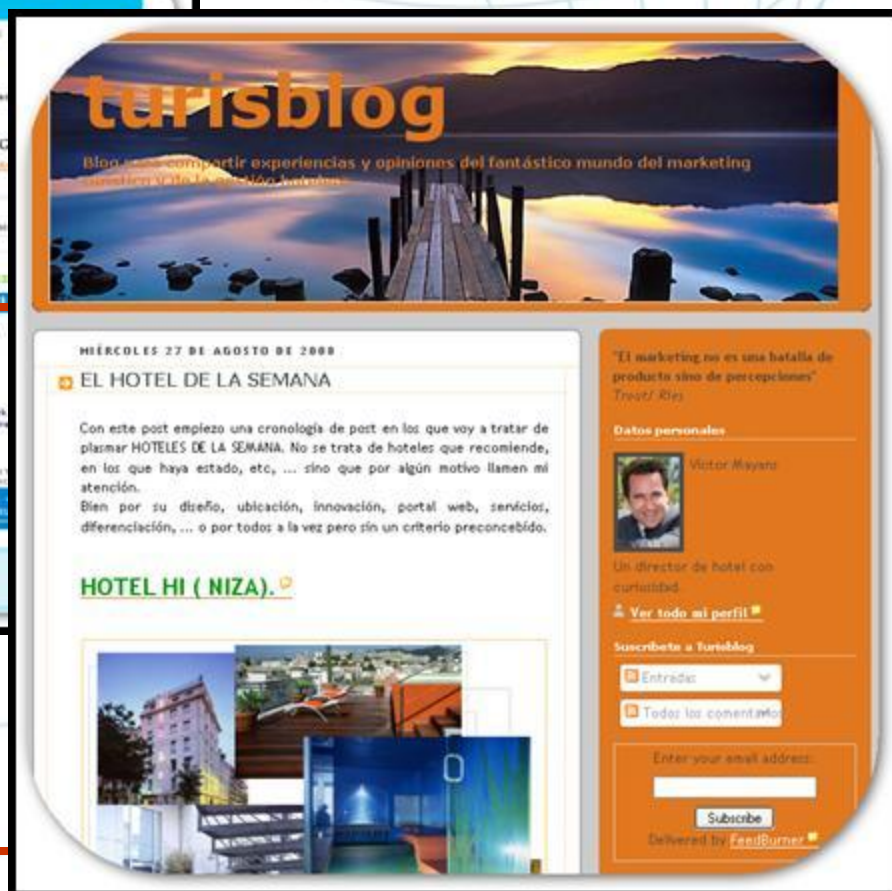 turisblog
Blog para compartir experiencias y opiniones del fantástico mundo del marketing
turístico y de la gestión hotelera
MIÉRCOLES 27 DE AGOSTO DE 2008
EL HOTEL DE LA SEMANA
Con este post empiezo una cronología de post en los que voy a tratar de
plasmar HOTELES DE LA SEMANA. No se trata de hoteles que recomiende,
en los que haya estado, etc, ... sino que por algún motivo llamen mi
atención.
Bien por su diseño, ubicación, innovación, portal web, servicios,
diferenciación, ... o por todos a la vez pero sin un criterio preconcebido.
HOTEL HI ( NIZA).
"El marketing no es una batalla de
producto sino de percepciones"
Trout/ Ries
Datos personales
Victor Mayans
Un director de hotel con
curiosidad.
Ver todo mi perfil
Suscríbete a Turisblog
Entradas
Todos los comentarios
Enter your email address:
Subscribe
Delivered by FeedBurner